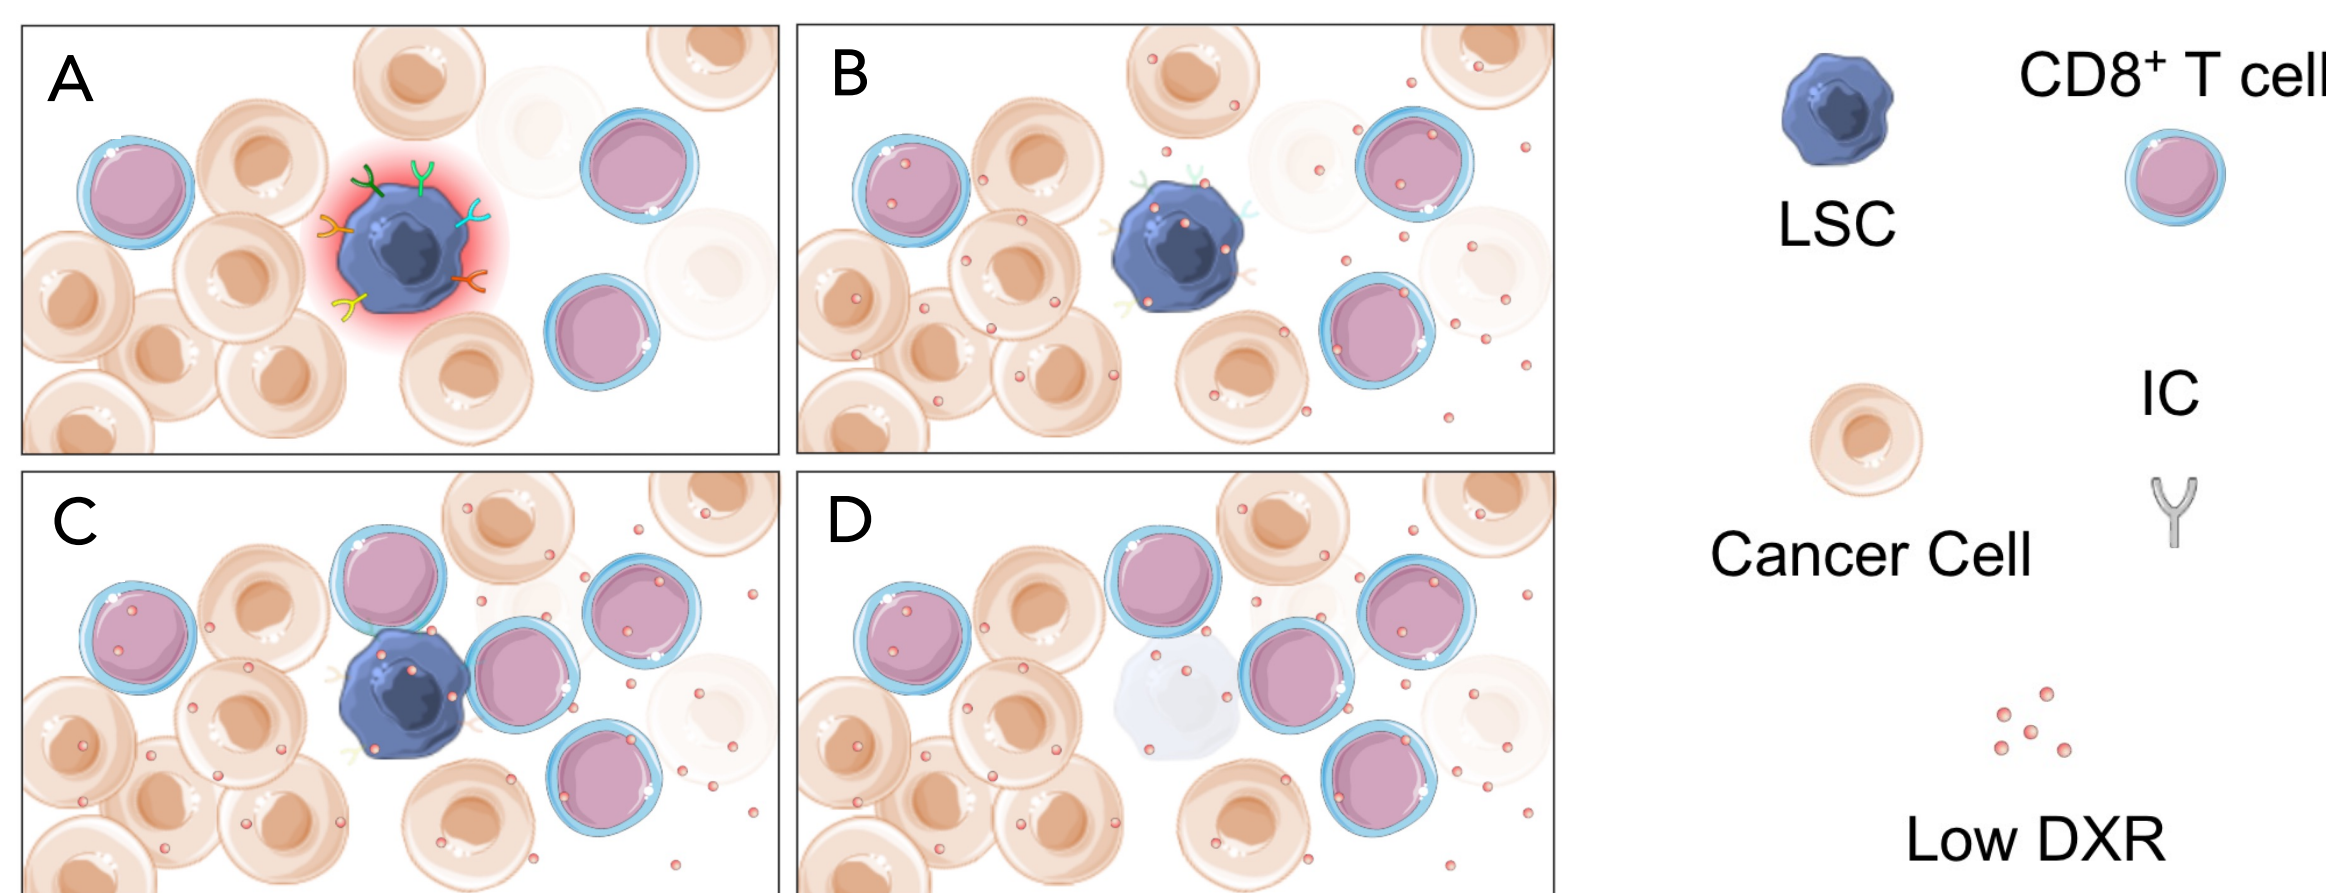 A
B
C
D
CD8⁺ T cell
LSC
IC
Cancer Cell
Low DXR